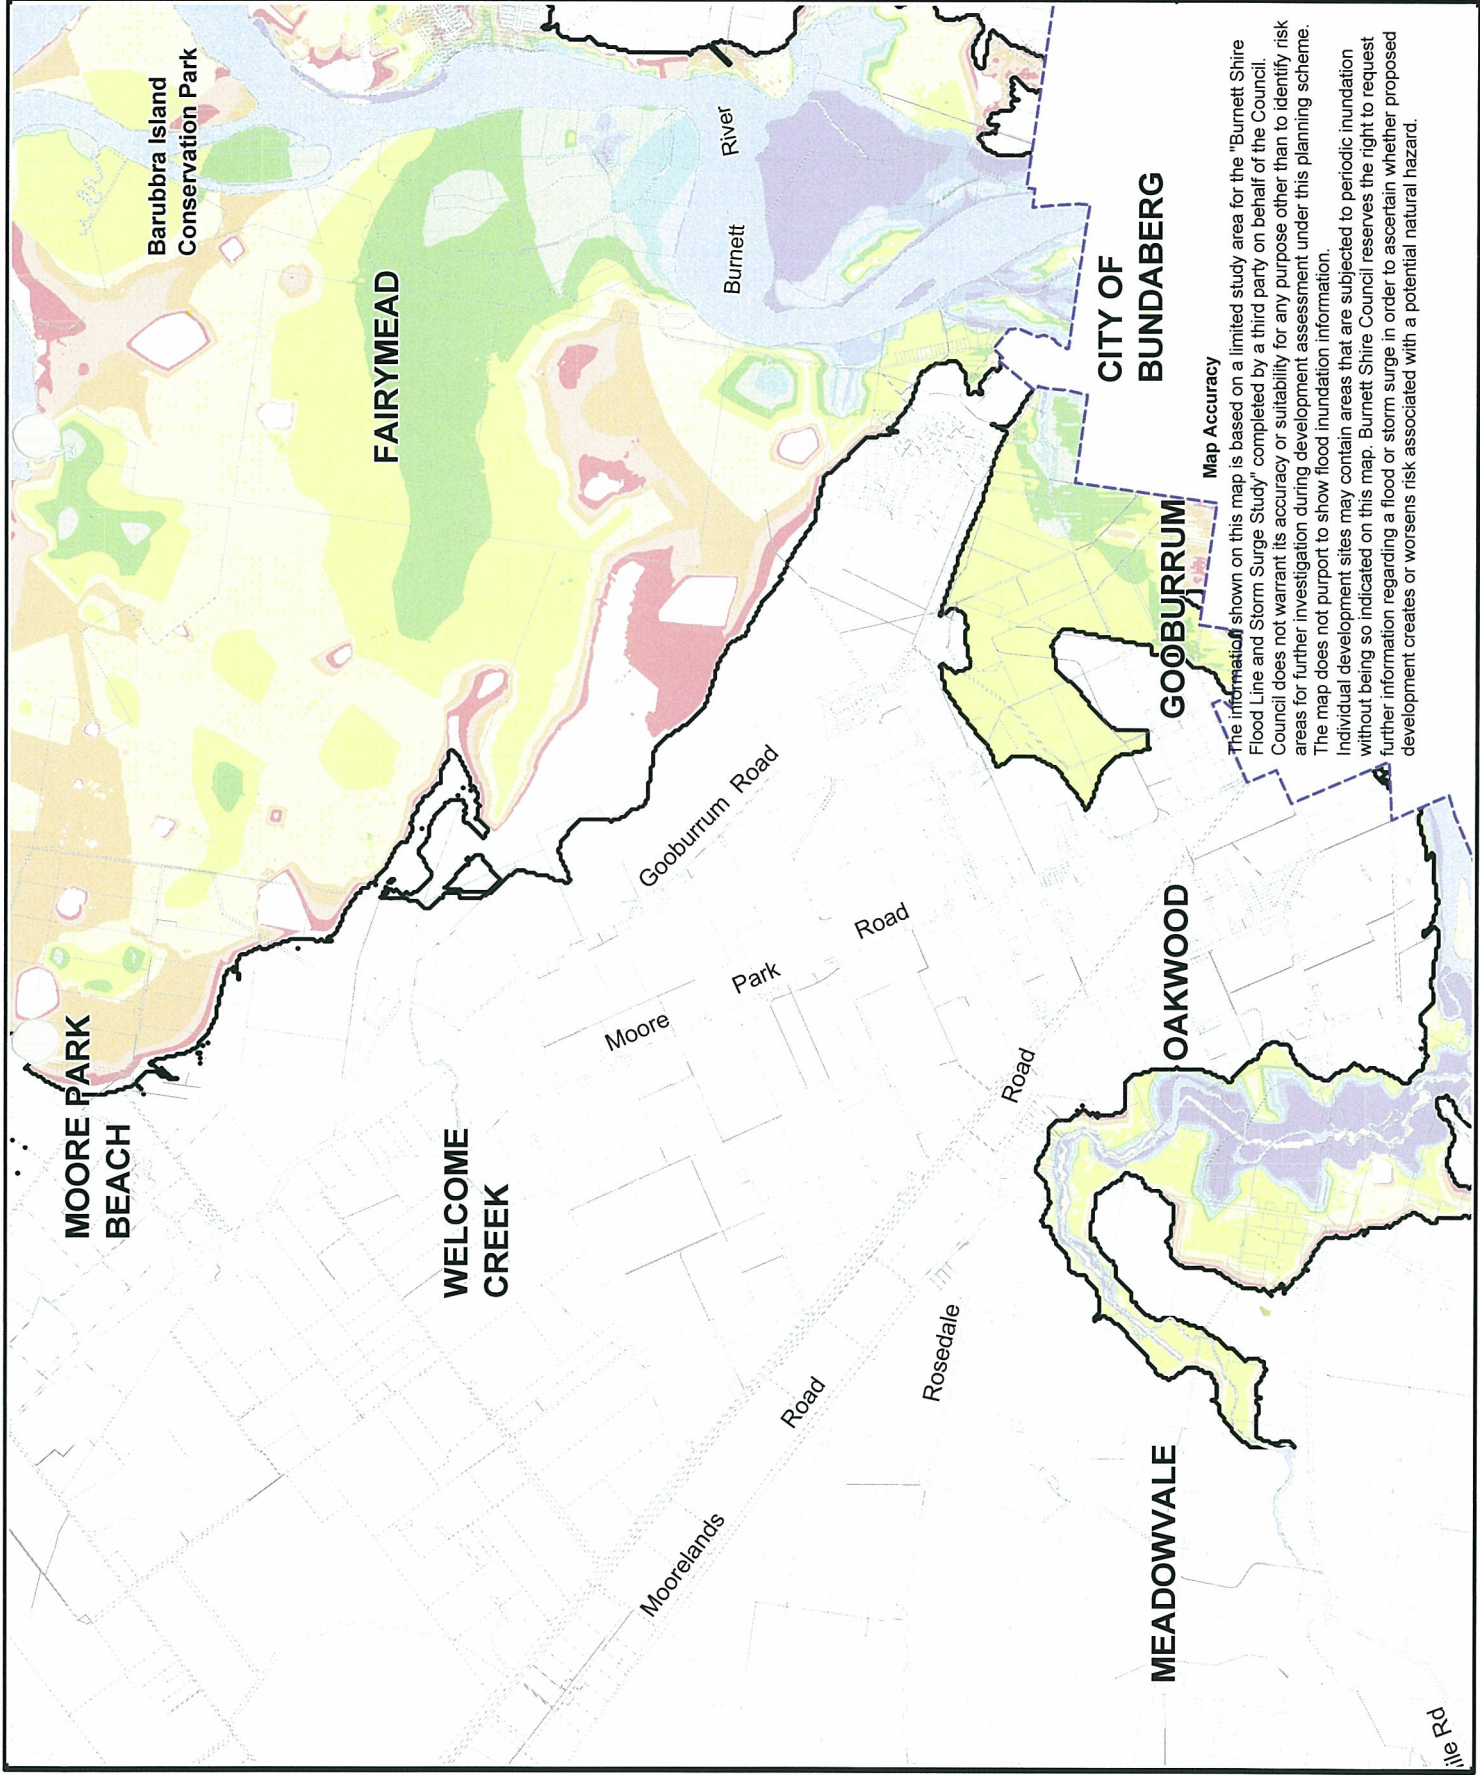 MOORE PARK
BEACH
Barubbra Island
Conservation Park
FAIRYMEAD
WELCOME
CREEK
Burnett River
Gooburrum Road
Moore Park Road
Moorelands Road
Rosedale Road
CITY OF
BUNDABERG
GOOBURRUM
OAKWOOD
MEADOWVALE
ille Rd
Map Accuracy
The information shown on this map is based on a limited study area for the "Burnett Shire
Flood Line and Storm Surge Study" completed by a third party on behalf of the Council.
Council does not warrant its accuracy or suitability for any purpose other than to identify risk
areas for further investigation during development assessment under this planning scheme.
The map does not purport to show flood inundation information.
Individual development sites may contain areas that are subjected to periodic inundation
without being so indicated on this map. Burnett Shire Council reserves the right to request
further information regarding a flood or storm surge in order to ascertain whether proposed
development creates or worsens risk associated with a potential natural hazard.